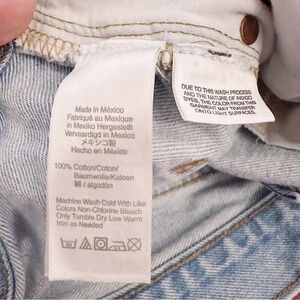 Made in México
Fabriqué au Mexique
in Mexiko Hergestellt
Vervaardigd in Mexico
メキシコ製
Hecho en México
100% Cotton/Coton/
Baumwolle/Katoen
綿 / algodón
Machine Wash Cold With Like
Colors Non-Chlorine Bleach
Only Tumble Dry Low Warm
Iron as Needed
DUE TO THIS WASH PROCESS
AND THE NATURE OF INDIGO
DYES, THE COLOR FROM THIS
GARMENT MAY TRANSFER
ONTO LIGHT SURFACES.